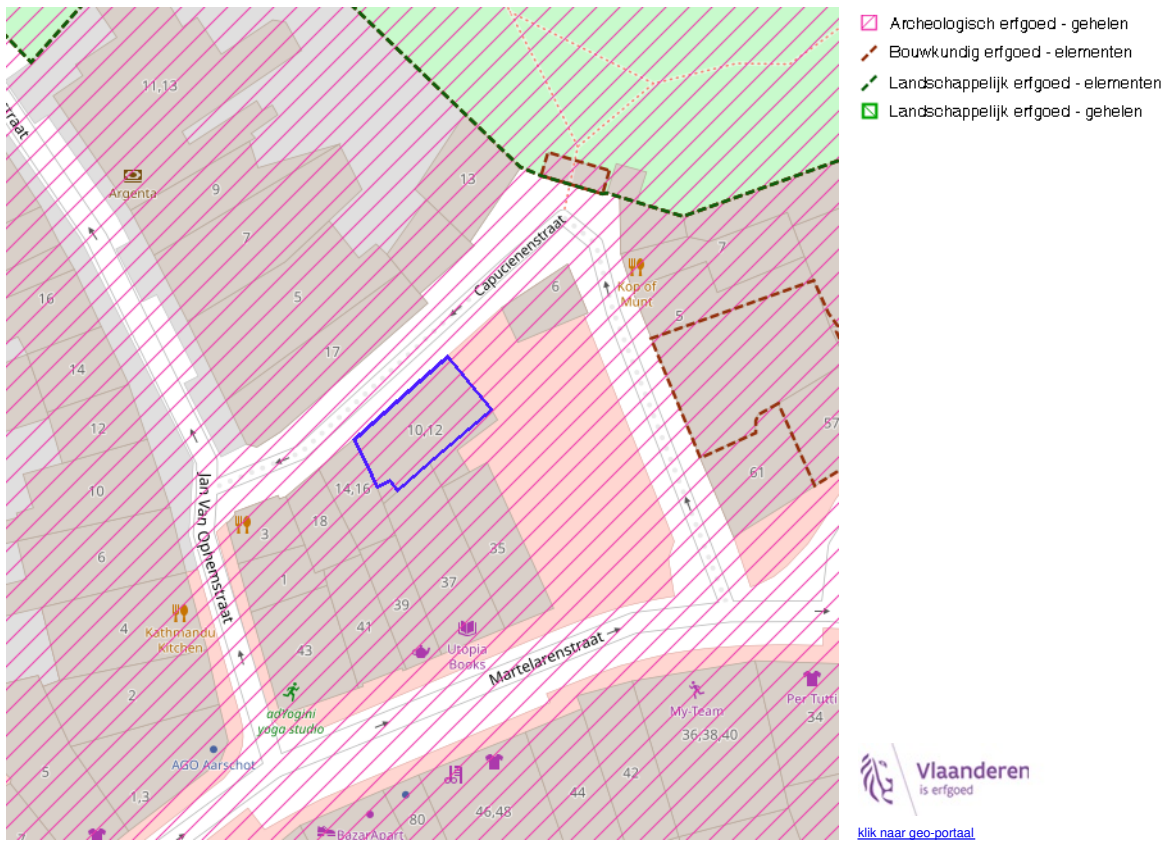 Archeologisch erfgoed - gehelen
Bouwkundig erfgoed - elementen
Landschappelijk erfgoed - elementen
Landschappelijk erfgoed - gehelen
11,13
straat
Argenta
9
13
7
Capucienenstraat
7
16
5
6
Kop of
Munt
5
17
14
12
10,12
57
10
14,16
61
18
3
Jan Van Ophemstraat
6
35
1
37
39
4
Kathmandu
Kitchen
41
Utopia
Books
43
Martelarenstraat
2
adYogini
yoga studio
My-Team
Per Tutti
34
36,38,40
AGO Aarschot
5
42
1,3
44
46,48
80
BazarApart
Vlaanderen
is erfgoed
klik naar geo-portaal